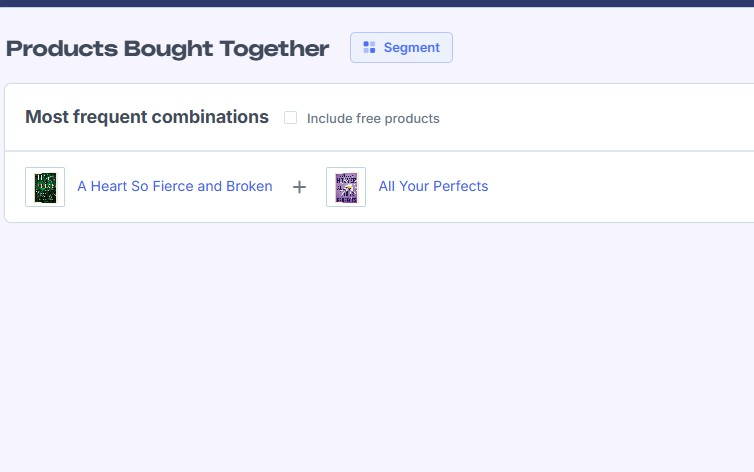 Products Bought Together
Segment
Most frequent combinations
Include free products
A Heart So Fierce and Broken + All Your Perfects